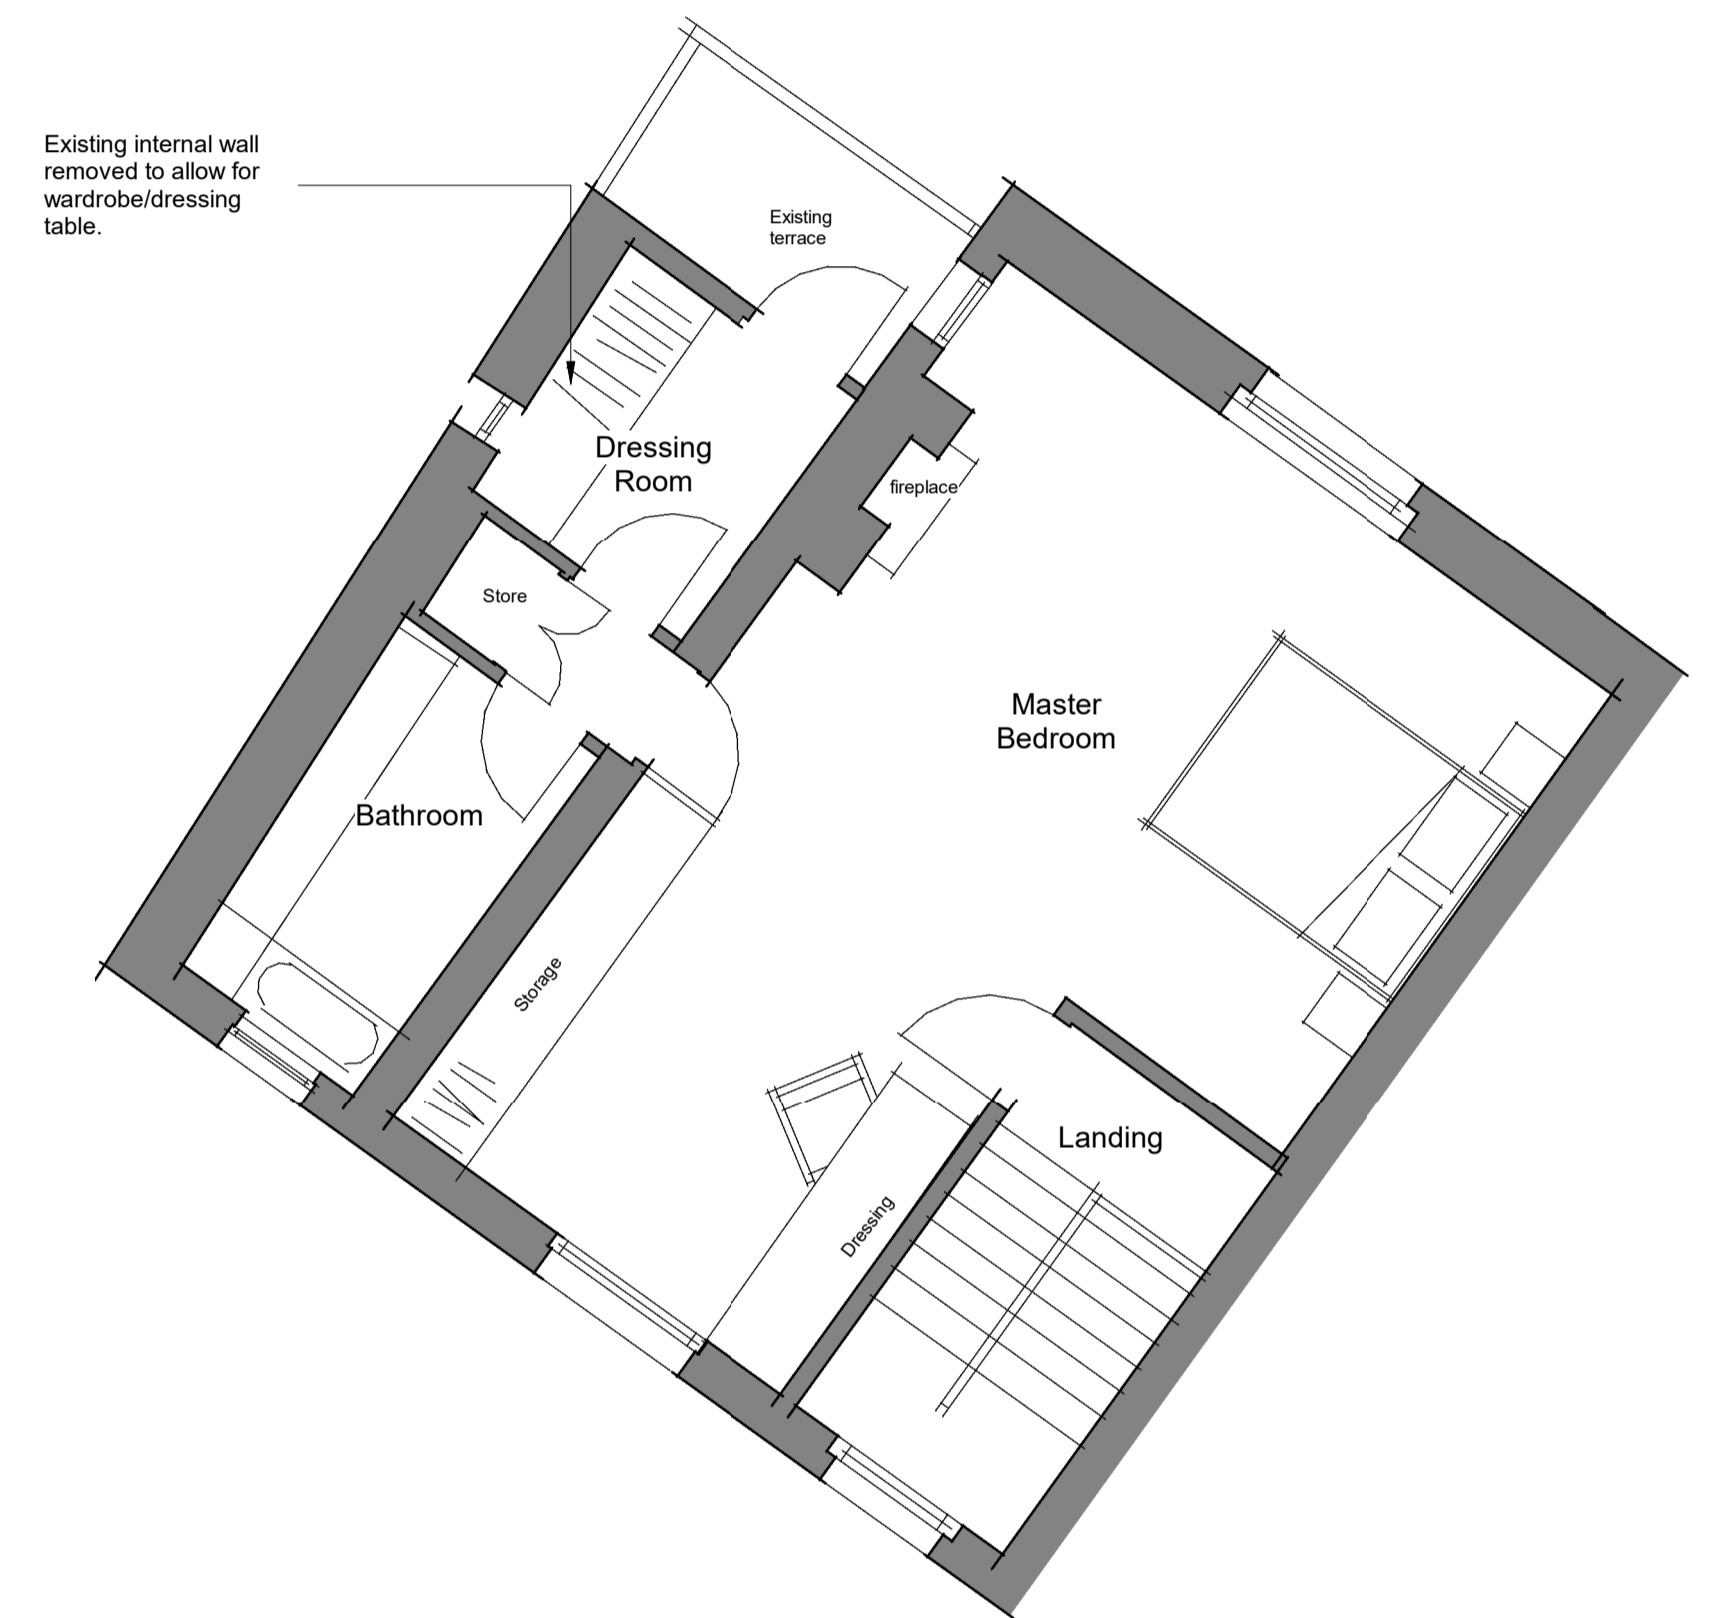 Existing internal wall
removed to allow for
wardrobe/dressing
table.
Existing
terrace
Dressing
Room
fireplace
Store
Master
Bedroom
Bathroom
Storage
Landing
Dressing